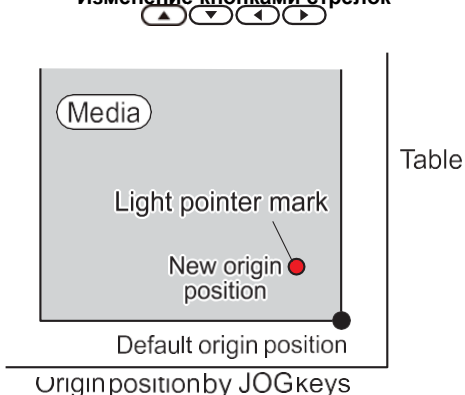 Изменение кнопками стрелок
Media
Table
Light pointer mark
New origin
position
Default origin position
Origin position by JOG keys